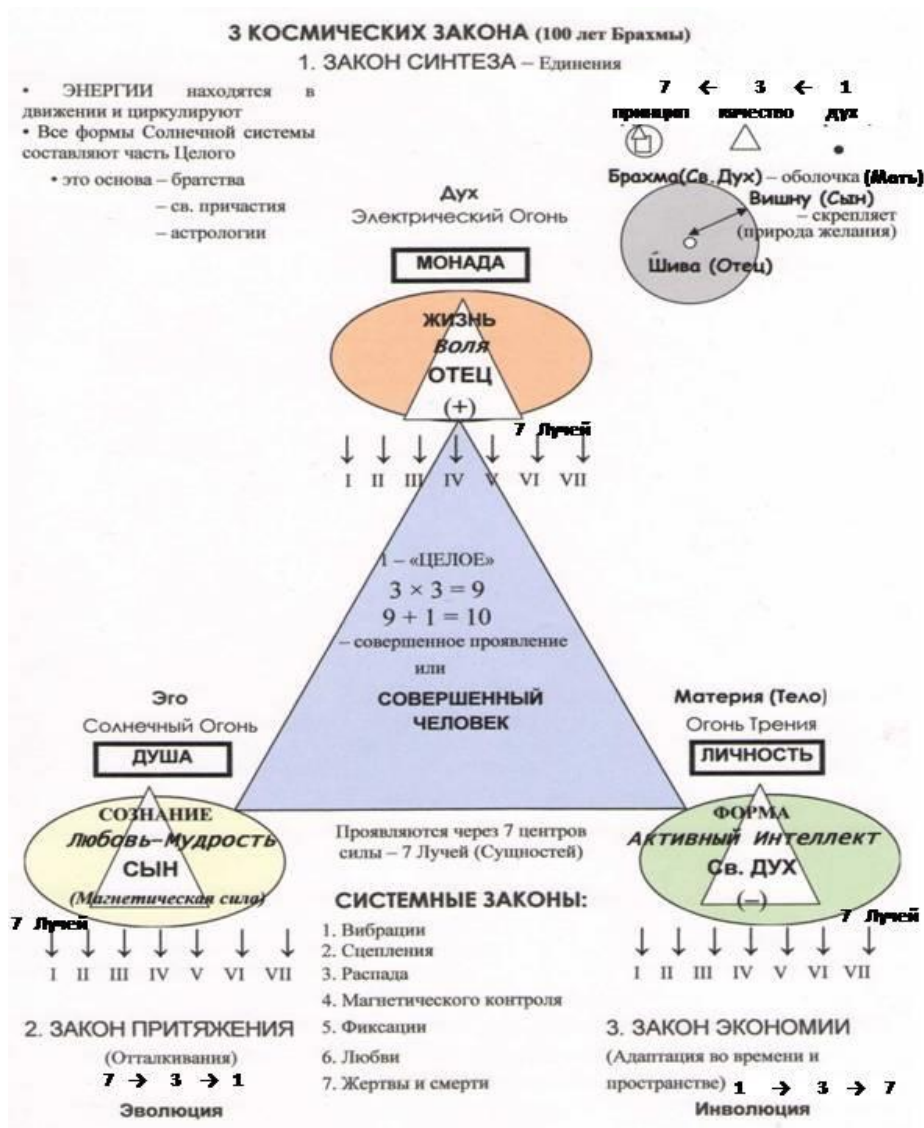 3 КОСМИЧЕСКИХ ЗАКОНА (100 лет Брахмы)
1. ЗАКОН СИНТЕЗА – Единения
• ЭНЕРГИИ находятся в
движении и циркулируют
• Все формы Солнечной системы
составляют часть Целого
• это основа – братства
– св. причастия
– астрологии
7 ← 3 ← 1
принцип качество дух
Брахма(Св. Дух) – оболочка (Мать)
Вишну (Сын)
– скрепляет
(природа желания)
Шива (Отец)
Дух
Электрический Огонь
МОНАДА
ЖИЗНЬ
Воля
ОТЕЦ
(+)
7 Лучей
I II III IV V VI VII
1 – «ЦЕЛОЕ»
3 × 3 = 9
9 + 1 = 10
– совершенное проявление
или
СОВЕРШЕННЫЙ
ЧЕЛОВЕК
Эго
Солнечный Огонь
ДУША
СОЗНАНИЕ
Любовь-Мудрость
СЫН
(Магнетическая сила)
7 Лучей
I II III IV V VI VII
2. ЗАКОН ПРИТЯЖЕНИЯ
(Отталкивания)
7 → 3 → 1
Эволюция
Проявляются через 7 центров
силы – 7 Лучей (Сущностей)
СИСТЕМНЫЕ ЗАКОНЫ:
1. Вибрации
2. Сцепления
3. Распада
4. Магнетического контроля
5. Фиксации
6. Любви
7. Жертвы и смерти
Материя (Тело)
Огонь Трения
ЛИЧНОСТЬ
ФОРМА
Активный Интеллект
Св. ДУХ
(–)
7 Лучей
I II III IV V VI VII
3. ЗАКОН ЭКОНОМИИ
(Адаптация во времени и
пространстве) 1 → 3 → 7
Инволюция